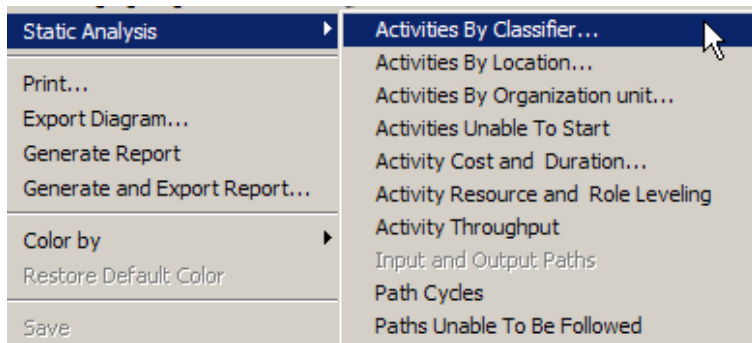 Static Analysis
Print...
Export Diagram...
Generate Report
Generate and Export Report...
Color by
Restore Default Color
Save
Activities By Classifier...
Activities By Location...
Activities By Organization unit...
Activities Unable To Start
Activity Cost and  Duration...
Activity Resource and  Role Leveling
Activity Throughput
Input and Output Paths
Path Cycles
Paths Unable To Be Followed